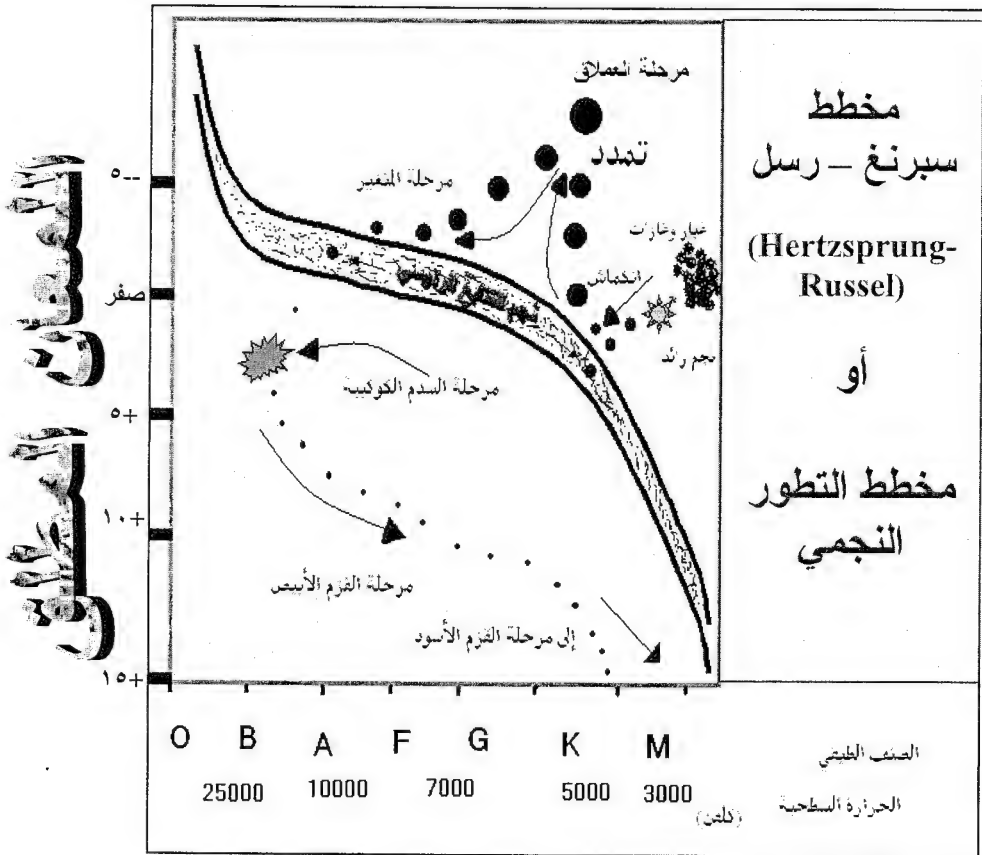 مخطط
سبرنغ – رسل
(Hertzsprung-
Russel)
أو
مخطط التطور
النجمي
مرحلة العملاق
تمدد
مرحلة المتغير
غبار وغازات
انكماش
نجم رائد
مرحلة السدم الكوكبية
مرحلة القزم الأبيض
إلى مرحلة القزم الأسود
٥--
صفر
٥+
١٠+
١٥+
O B A F G K M
الصنف الطيفي
25000 10000 7000 5000 3000
الحرارة السطحية
(كلفن)